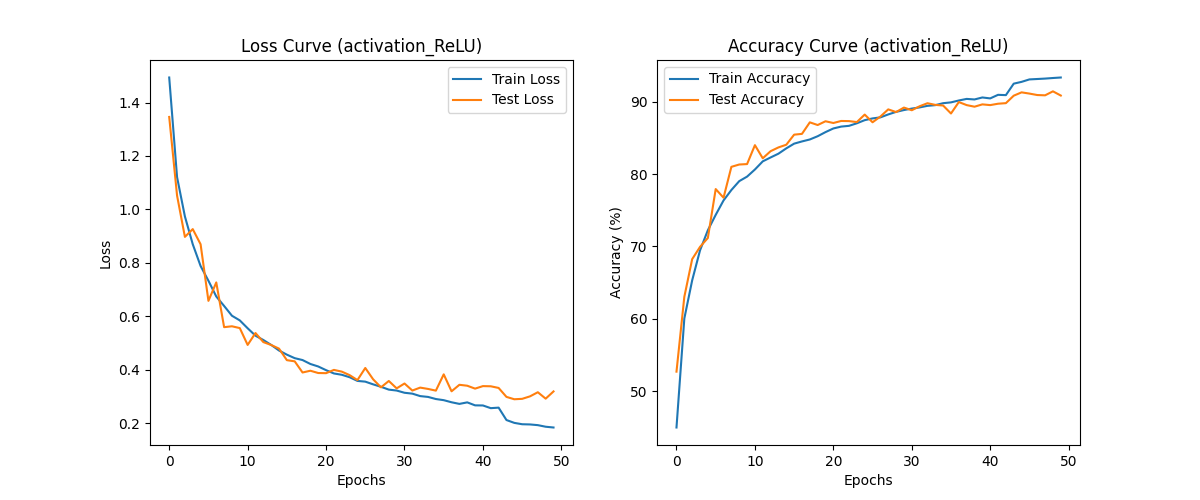 Loss Curve (activation_ReLU)
Train Loss
Test Loss
1.4
1.2
1.0
0.8
0.6
0.4
0.2
Loss
0 10 20 30 40 50
Epochs
Accuracy Curve (activation_ReLU)
Train Accuracy
Test Accuracy
90
80
70
60
50
Accuracy (%)
0 10 20 30 40 50
Epochs